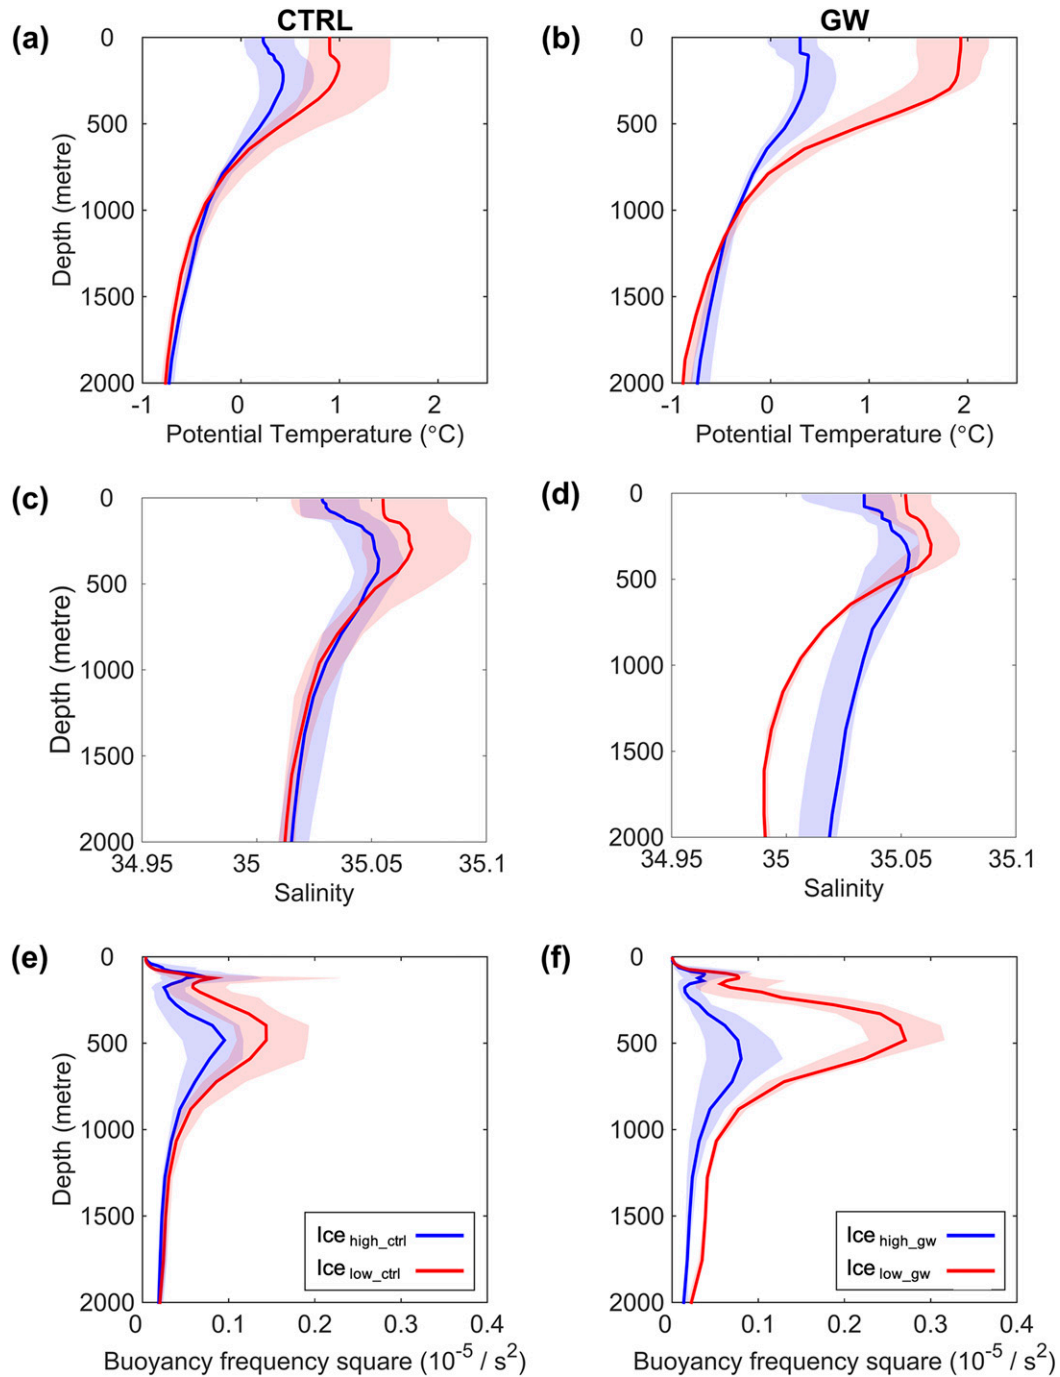 CTRL
GW
(a)
0
500
1000
1500
2000
Depth (metre)
-1
0
1
2
Potential Temperature (°C)
(b)
0
500
1000
1500
2000
-1
0
1
2
Potential Temperature (°C)
(c)
0
500
1000
1500
2000
Depth (metre)
34.95
35
35.05
35.1
Salinity
(d)
0
500
1000
1500
2000
34.95
35
35.05
35.1
Salinity
(e)
0
500
1000
1500
2000
Depth (metre)
Ice high_ctrl
Ice low_ctrl
0
0.1
0.2
0.3
0.4
Buoyancy frequency square (10⁻⁵ / s²)
(f)
0
500
1000
1500
2000
Ice high_gw
Ice low_gw
0
0.1
0.2
0.3
0.4
Buoyancy frequency square (10⁻⁵ / s²)